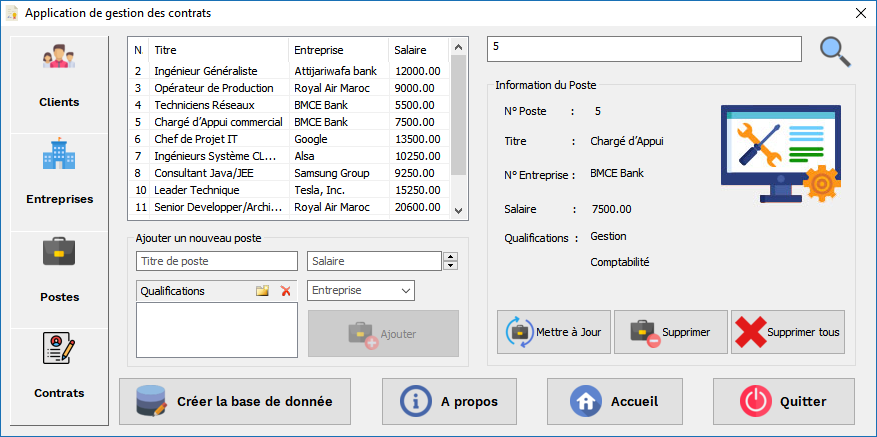 Application de gestion des contrats
Clients
Entreprises
Postes
Contrats
N Titre Entreprise Salaire
2 Ingénieur Généraliste Attijariwafa bank 12000.00
3 Opérateur de Production Royal Air Maroc 9000.00
4 Techniciens Réseaux BMCE Bank 5500.00
5 Chargé d’Appui commercial BMCE Bank 7500.00
6 Chef de Projet IT Google 13500.00
7 Ingénieurs Système CL... Alsa 10250.00
8 Consultant Java/JEE Samsung Group 9250.00
10 Leader Technique Tesla, Inc. 15250.00
11 Senior Developper/Archi... Royal Air Maroc 20600.00
Ajouter un nouveau poste
Titre de poste
Salaire
Qualifications
Entreprise
Ajouter
5
Information du Poste
N° Poste : 5
Titre : Chargé d’Appui
N° Entreprise : BMCE Bank
Salaire : 7500.00
Qualifications : Gestion
Comptabilité
Mettre à Jour
Supprimer
Supprimer tous
Créer la base de donnée
A propos
Accueil
Quitter